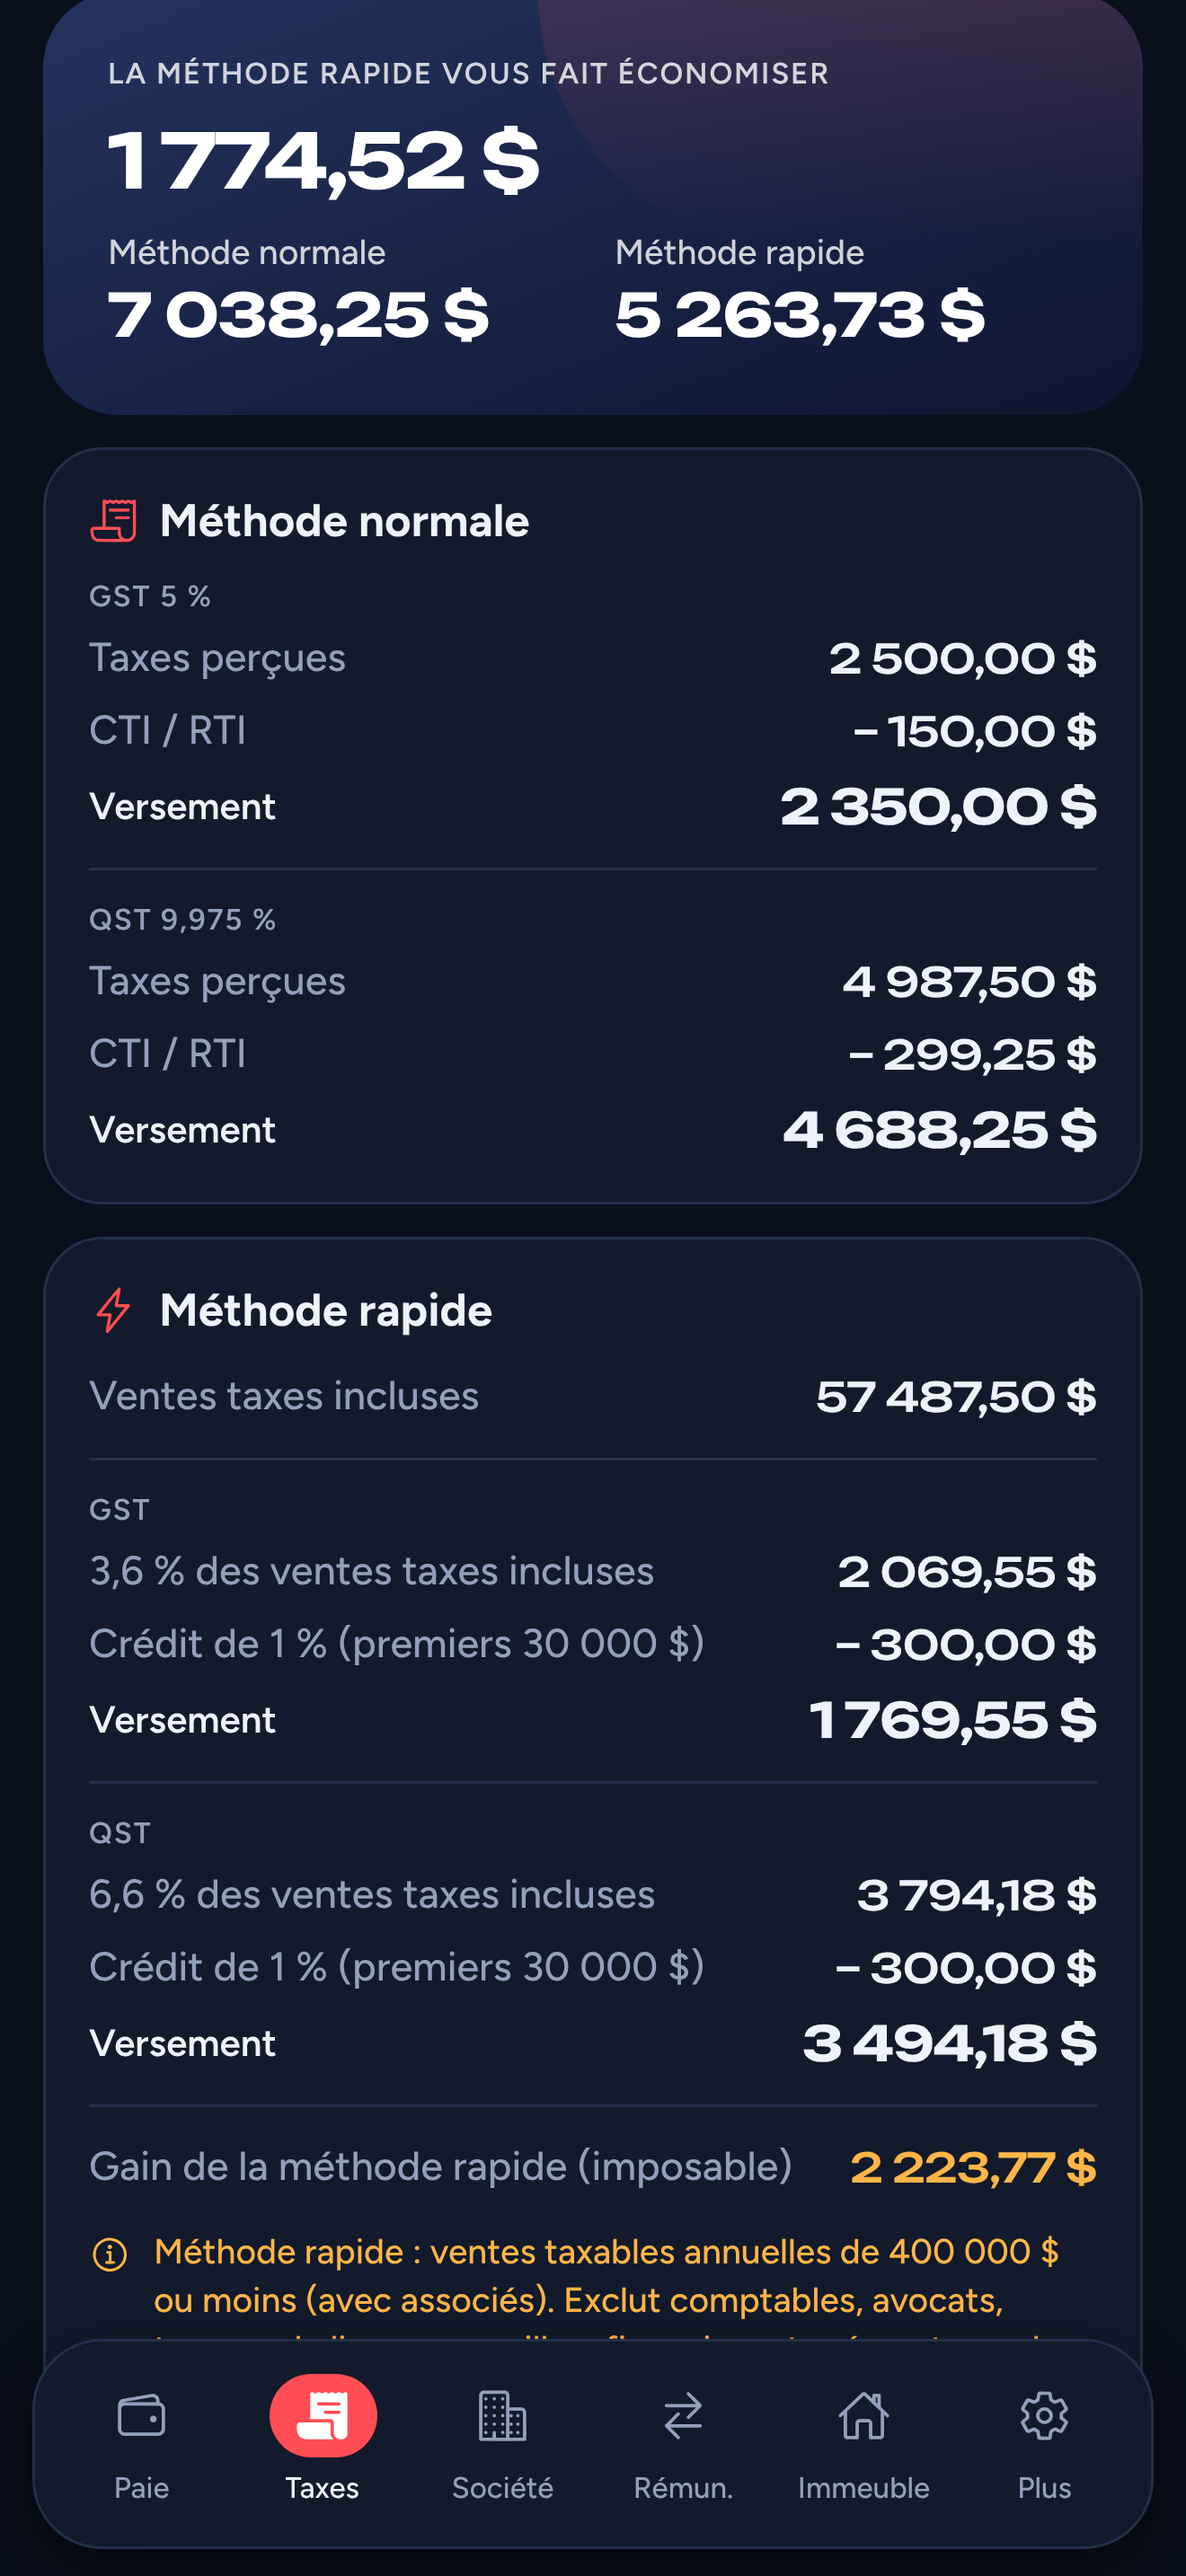 LA MÉTHODE RAPIDE VOUS FAIT ÉCONOMISER
1 774,52 $
Méthode normale Méthode rapide
7 038,25 $ 5 263,73 $
Méthode normale
GST 5 %
Taxes perçues 2 500,00 $
CTI / RTI – 150,00 $
Versement 2 350,00 $
QST 9,975 %
Taxes perçues 4 987,50 $
CTI / RTI – 299,25 $
Versement 4 688,25 $
Méthode rapide
Ventes taxes incluses 57 487,50 $
GST
3,6 % des ventes taxes incluses 2 069,55 $
Crédit de 1 % (premiers 30 000 $) – 300,00 $
Versement 1 769,55 $
QST
6,6 % des ventes taxes incluses 3 794,18 $
Crédit de 1 % (premiers 30 000 $) – 300,00 $
Versement 3 494,18 $
Gain de la méthode rapide (imposable) 2 223,77 $
Méthode rapide : ventes taxables annuelles de 400 000 $
ou moins (avec associés). Exclut comptables, avocats,
Paie Taxes Société Rémun. Immeuble Plus